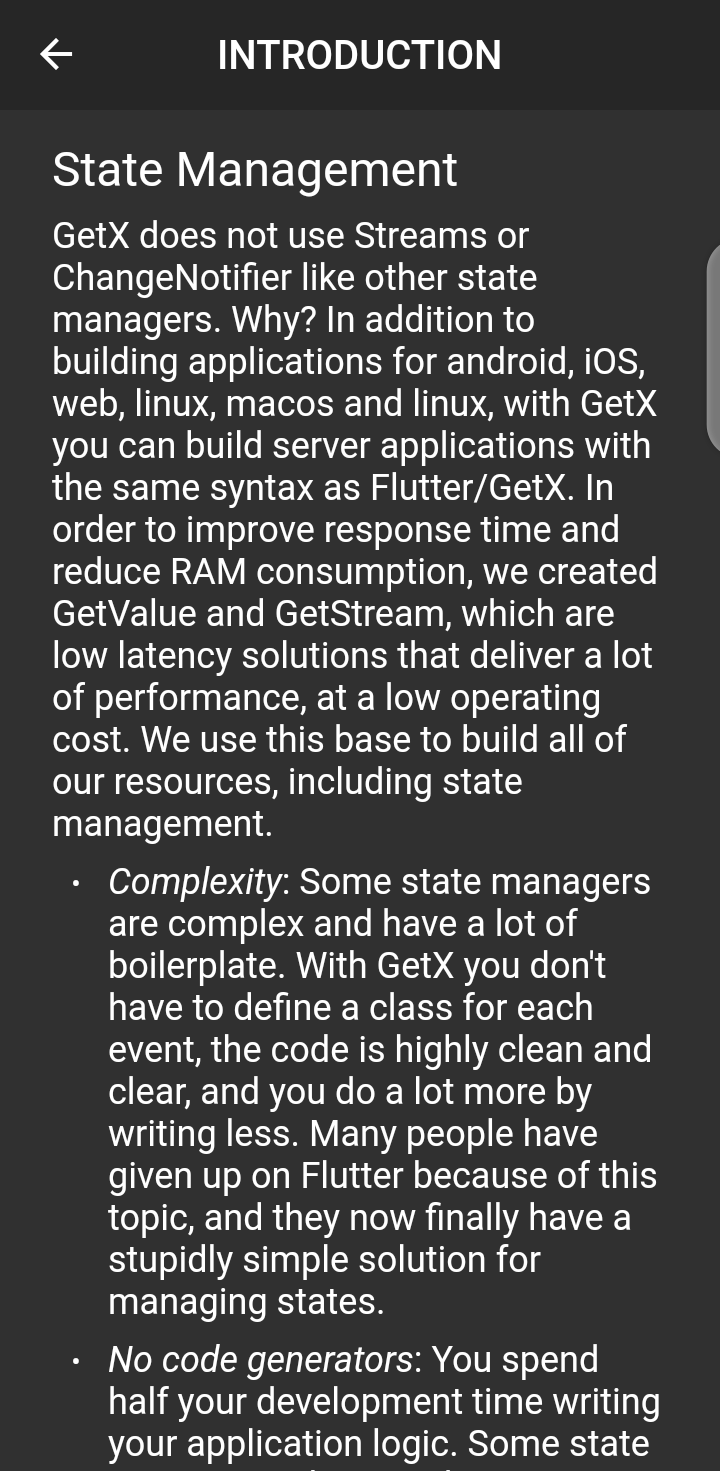 INTRODUCTION
State Management
GetX does not use Streams or
ChangeNotifier like other state
managers. Why? In addition to
building applications for android, iOS,
web, linux, macos and linux, with GetX
you can build server applications with
the same syntax as Flutter/GetX. In
order to improve response time and
reduce RAM consumption, we created
GetValue and GetStream, which are
low latency solutions that deliver a lot
of performance, at a low operating
cost. We use this base to build all of
our resources, including state
management.
• Complexity: Some state managers
are complex and have a lot of
boilerplate. With GetX you don't
have to define a class for each
event, the code is highly clean and
clear, and you do a lot more by
writing less. Many people have
given up on Flutter because of this
topic, and they now finally have a
stupidly simple solution for
managing states.
• No code generators: You spend
half your development time writing
your application logic. Some state